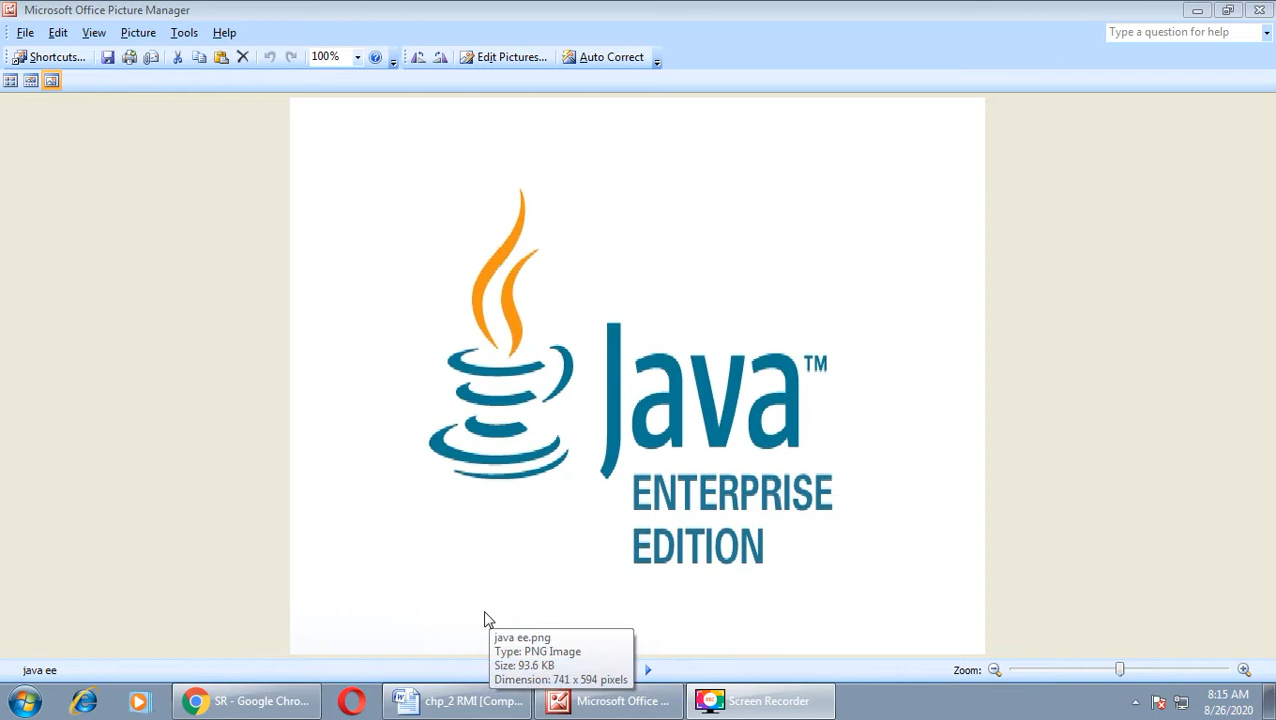 Microsoft Office Picture Manager
File Edit View Picture Tools Help
Type a question for help
Shortcuts... 100% Edit Pictures... Auto Correct
Java™
ENTERPRISE
EDITION
java ee.png
Type: PNG Image
Size: 93.6 KB
Dimension: 741 x 594 pixels
java ee
Zoom:
SR - Google Chro...
chp_2 RMI [Comp...
Microsoft Office ...
Screen Recorder
8:15 AM
8/26/2020